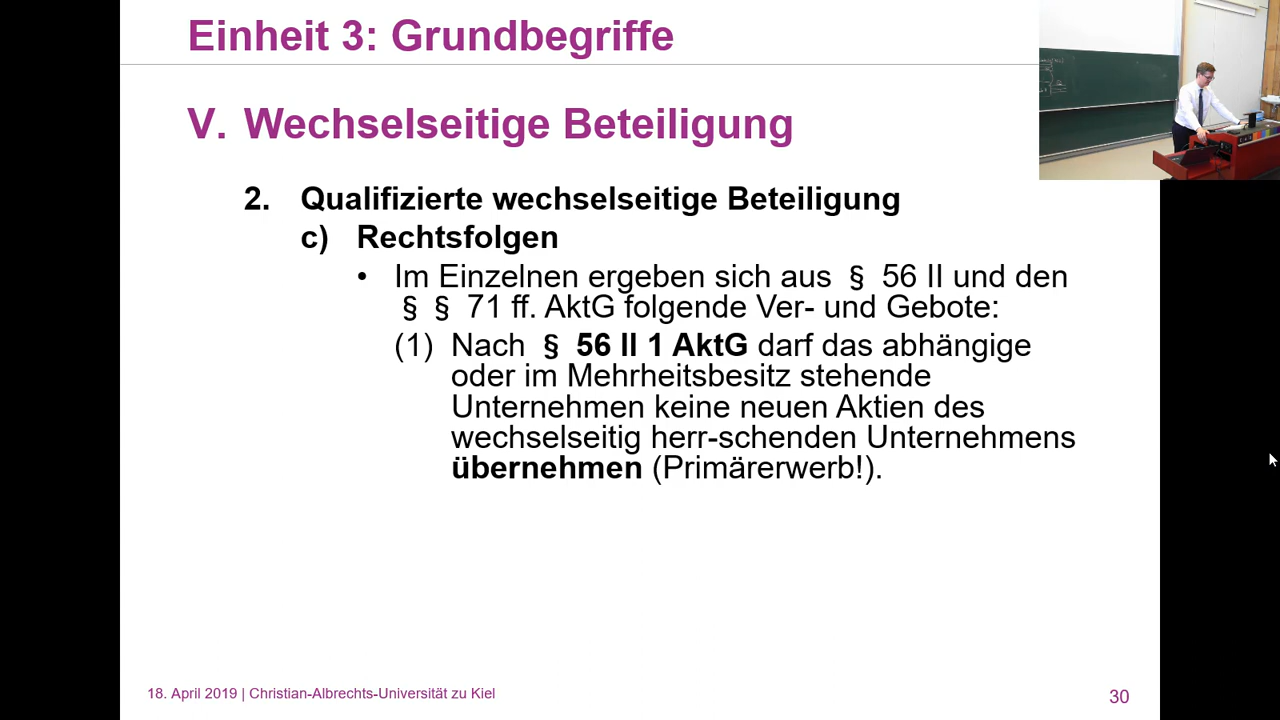 Einheit 3: Grundbegriffe
V. Wechselseitige Beteiligung
2. Qualifizierte wechselseitige Beteiligung
c) Rechtsfolgen
• Im Einzelnen ergeben sich aus § 56 II und den
§ § 71 ff. AktG folgende Ver- und Gebote:
(1) Nach § 56 II 1 AktG darf das abhängige
oder im Mehrheitsbesitz stehende
Unternehmen keine neuen Aktien des
wechselseitig herr-schenden Unternehmens
übernehmen (Primärerwerb!).
18. April 2019 | Christian-Albrechts-Universität zu Kiel
30